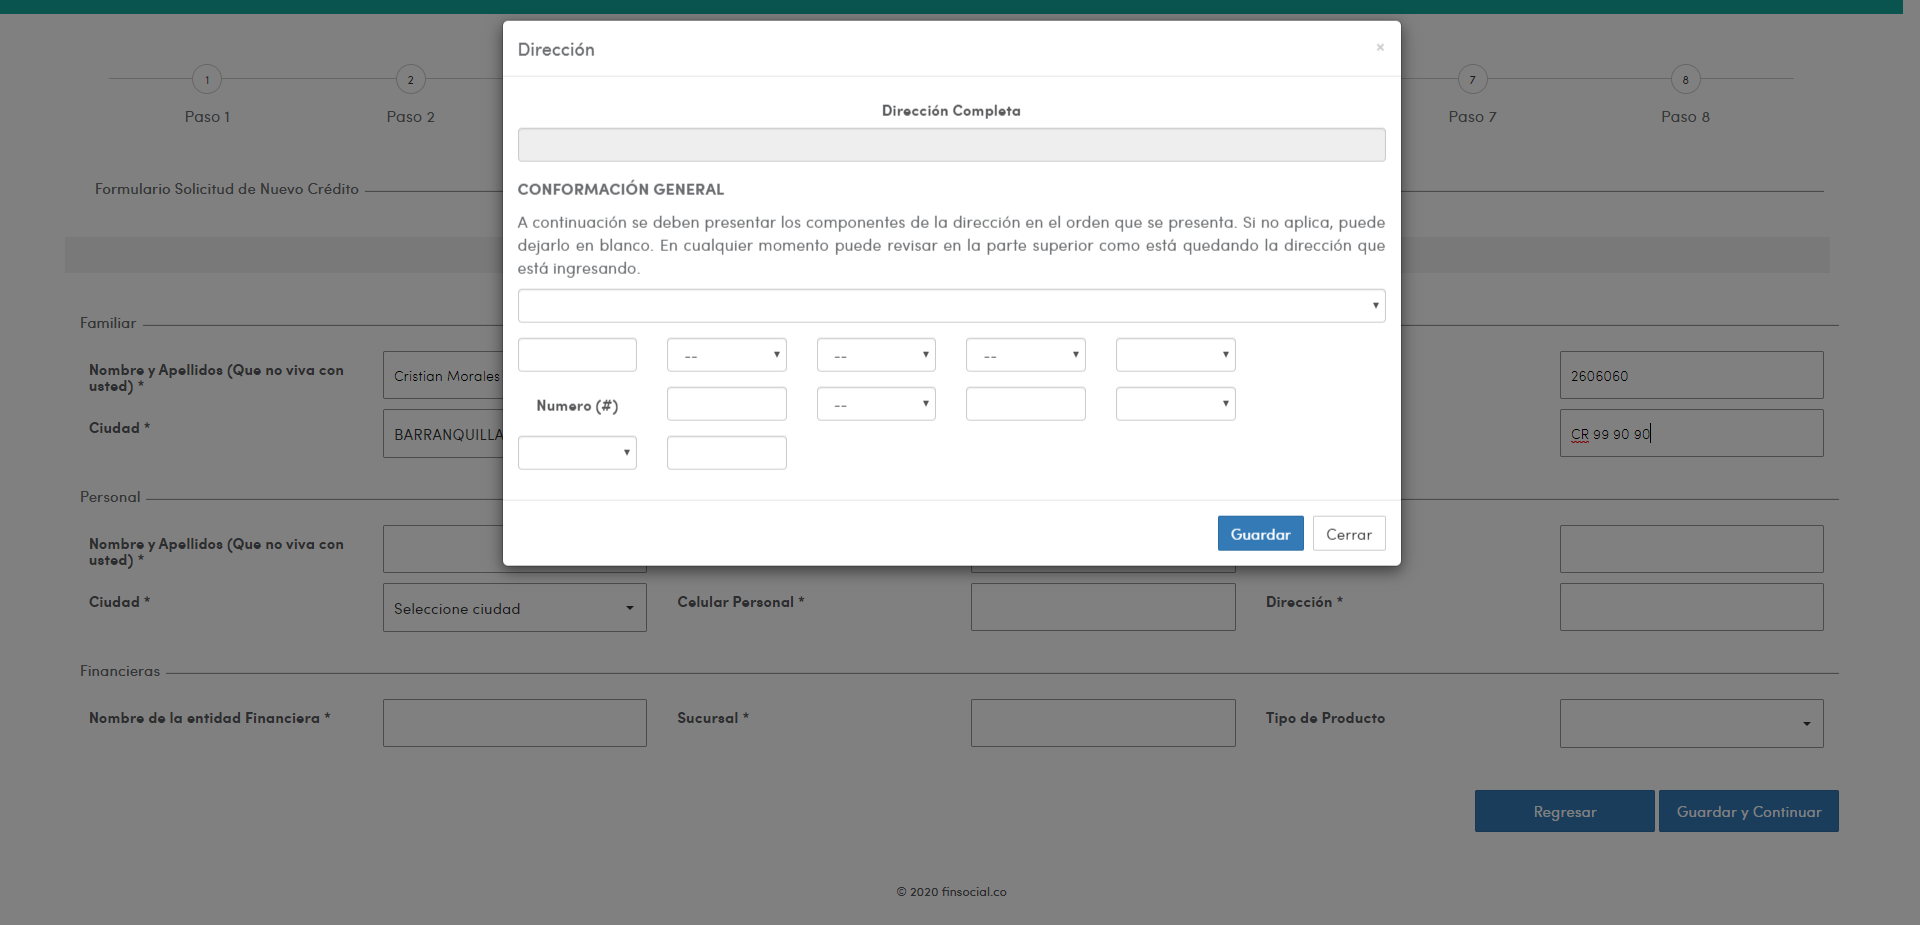 Dirección
×
1
2
7
8
Paso 1
Paso 2
Paso 7
Paso 8
Dirección Completa
Formulario Solicitud de Nuevo Crédito
CONFORMACIÓN GENERAL
A continuación se deben presentar los componentes de la dirección en el orden que se presenta. Si no aplica, puede
dejarlo en blanco. En cualquier momento puede revisar en la parte superior como está quedando la dirección que
está ingresando.
Familiar
-- -- --
Nombre y Apellidos (Que no viva con
usted) *
Cristian Morales
2606060
Numero (#)
--
Ciudad *
BARRANQUILLA
CR 99 90 90
Personal
Guardar
Cerrar
Nombre y Apellidos (Que no viva con
usted) *
Ciudad *
Seleccione ciudad
Celular Personal *
Dirección *
Financieras
Nombre de la entidad Financiera *
Sucursal *
Tipo de Producto
Regresar
Guardar y Continuar
© 2020 finsocial.co